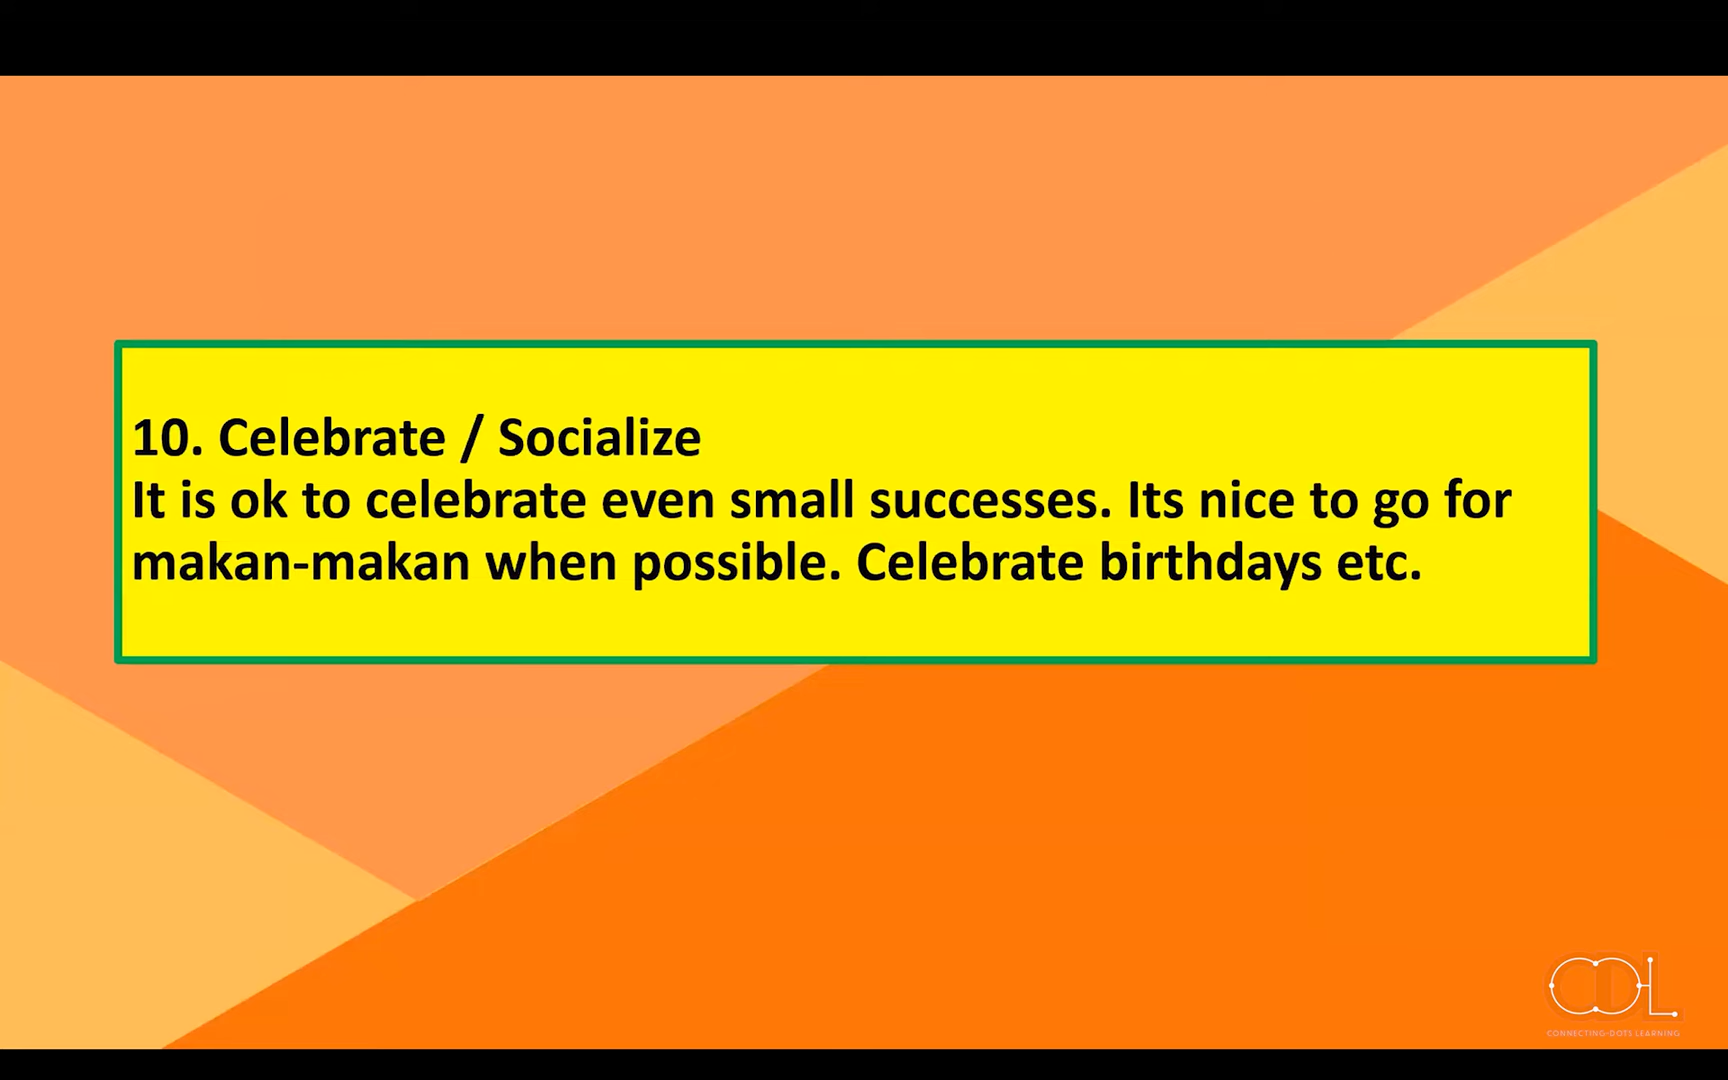 10. Celebrate / Socialize
It is ok to celebrate even small successes. Its nice to go for
makan-makan when possible. Celebrate birthdays etc.
CDL
CONNECTING-DOTS LEARNING